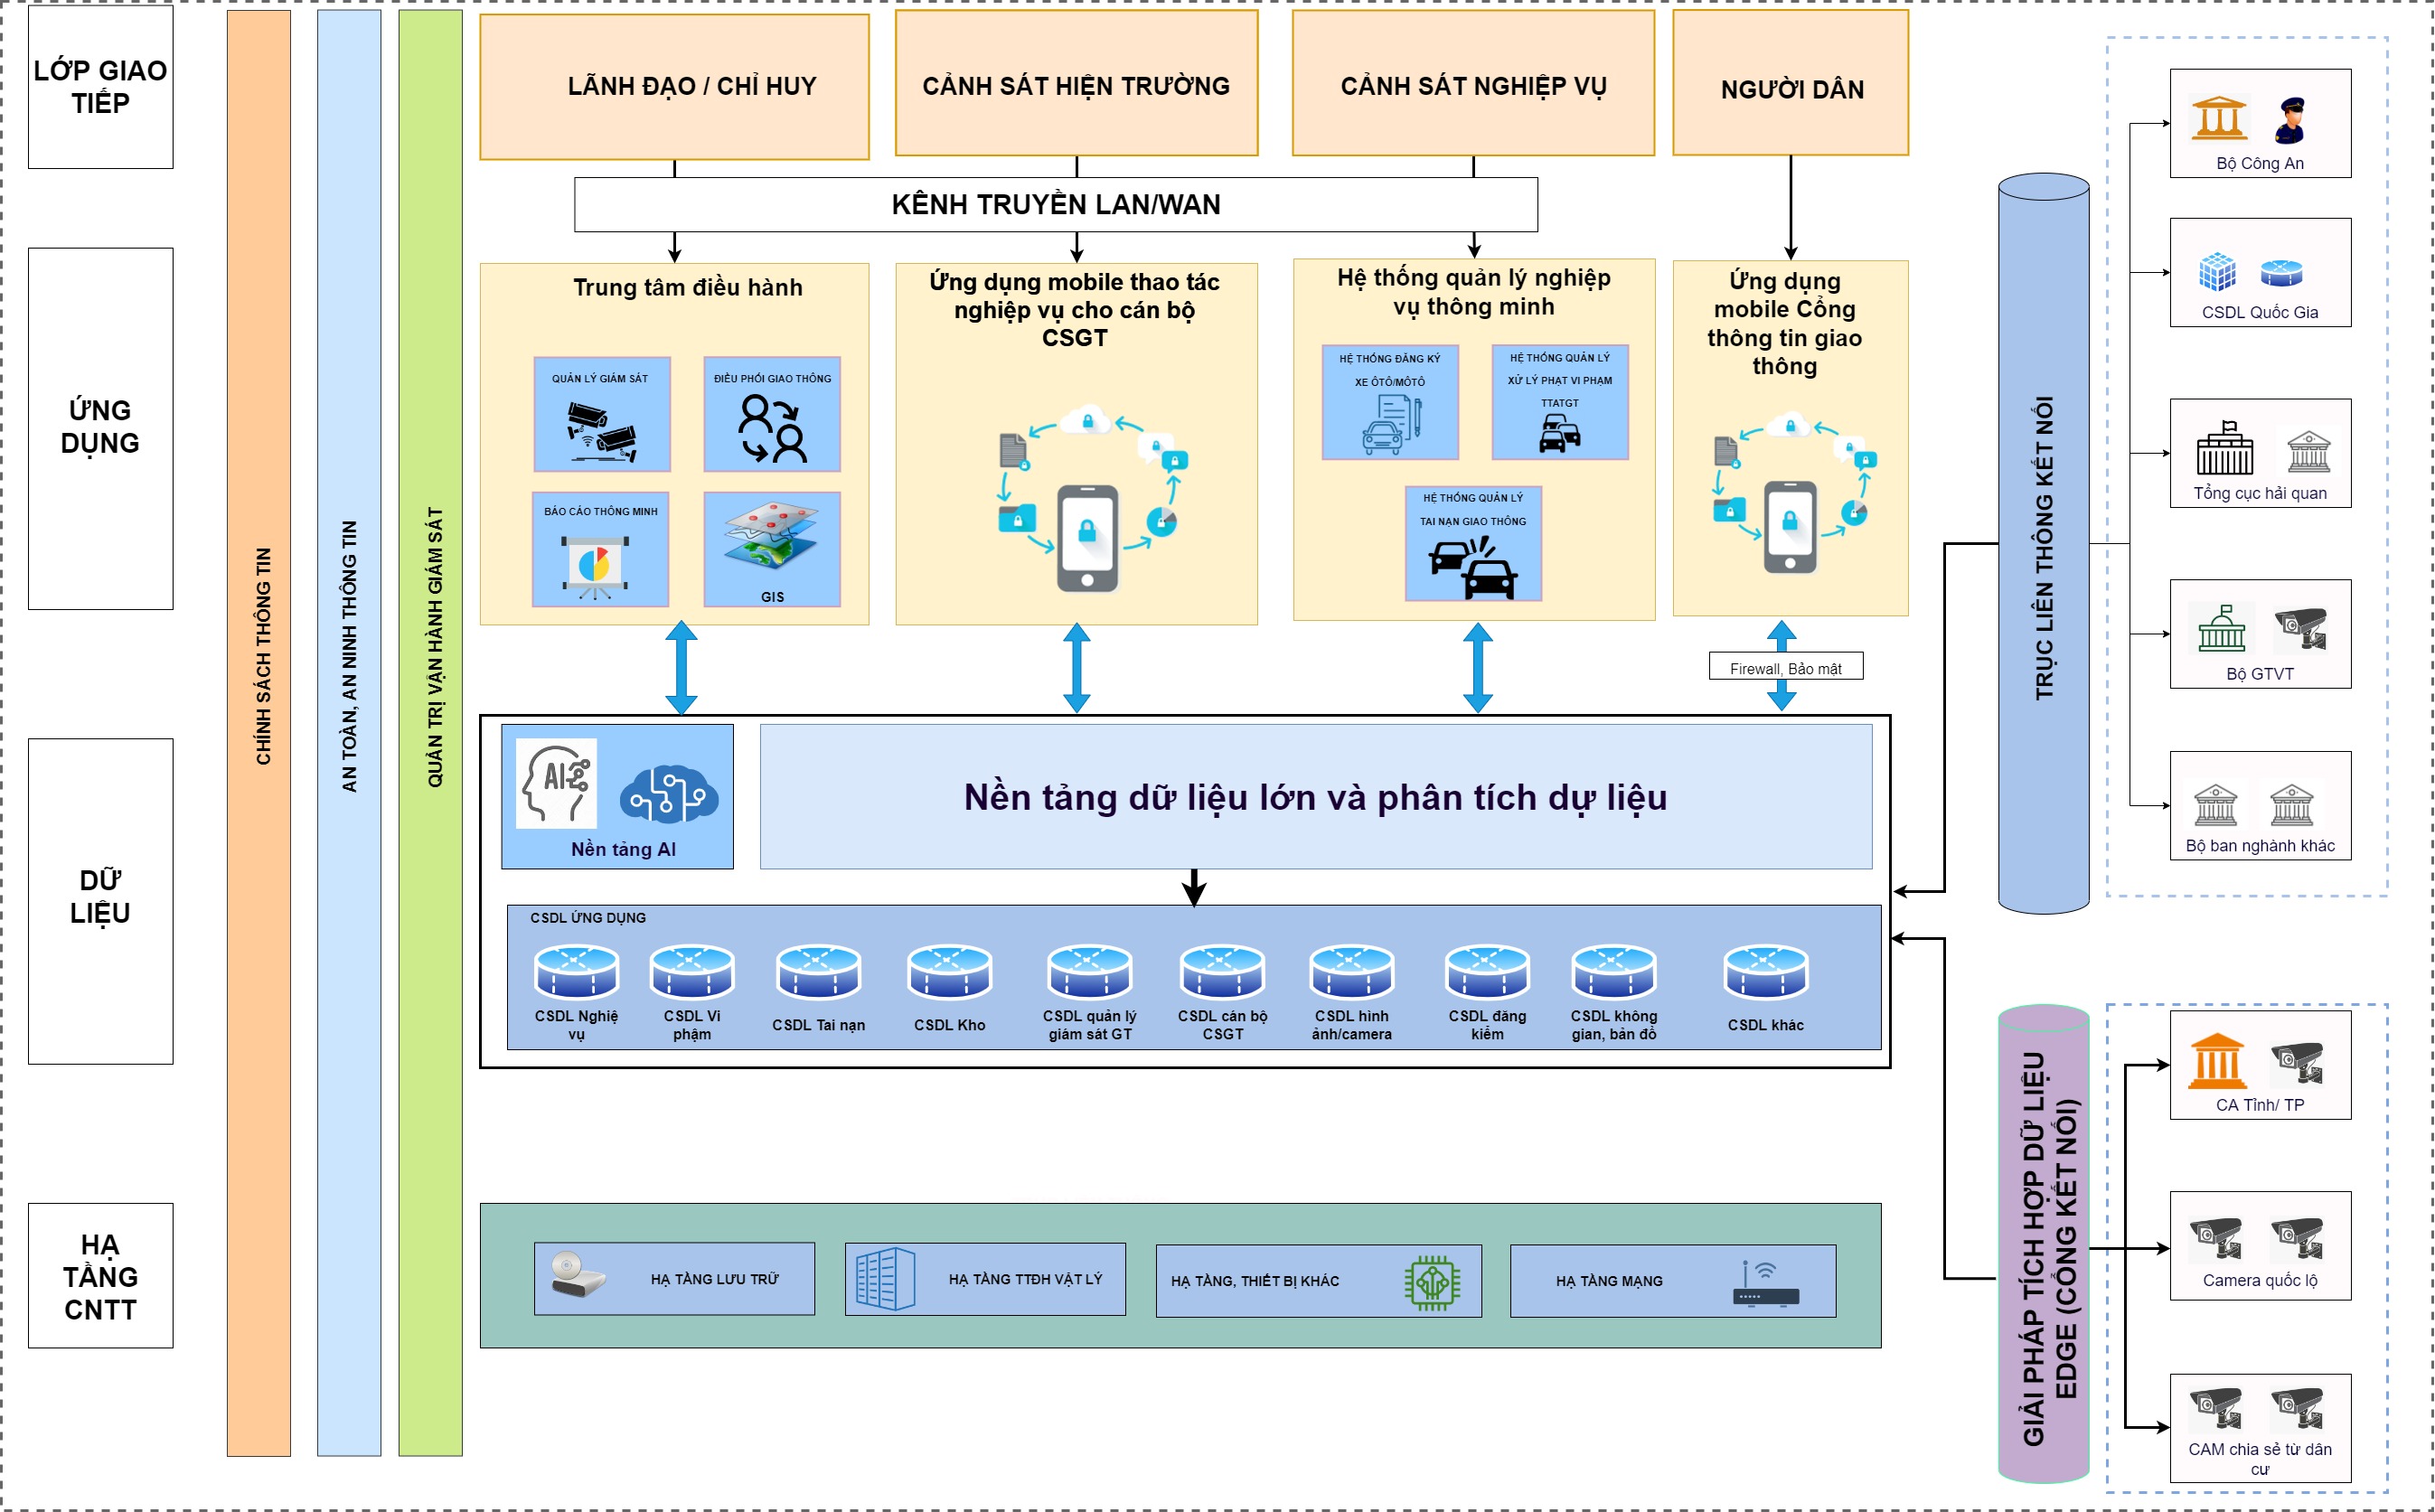 LỚP GIAO
TIẾP
LÃNH ĐẠO / CHỈ HUY
CẢNH SÁT HIỆN TRƯỜNG
CẢNH SÁT NGHIỆP VỤ
NGƯỜI DÂN
KÊNH TRUYỀN LAN/WAN
ỨNG
DỤNG
Trung tâm điều hành
QUẢN LÝ GIÁM SÁT
ĐIỀU PHỐI GIAO THÔNG
BÁO CÁO THÔNG MINH
GIS
Ứng dụng mobile thao tác
nghiệp vụ cho cán bộ
CSGT
Hệ thống quản lý nghiệp
vụ thông minh
HỆ THỐNG ĐĂNG KÝ
XE ÔTÔ/MÔTÔ
HỆ THỐNG QUẢN LÝ
XỬ LÝ PHẠT VI PHẠM
TTATGT
HỆ THỐNG QUẢN LÝ
TAI NẠN GIAO THÔNG
Ứng dụng
mobile Cổng
thông tin giao
thông
Firewall, Bảo mật
CHÍNH SÁCH THÔNG TIN
AN TOÀN, AN NINH THÔNG TIN
QUẢN TRỊ VẬN HÀNH GIÁM SÁT
DỮ
LIỆU
AI
Nền tảng AI
Nền tảng dữ liệu lớn và phân tích dự liệu
CSDL ỨNG DỤNG
CSDL Nghiệ
vụ
CSDL Vi
phậm
CSDL Tai nạn
CSDL Kho
CSDL quản lý
giám sát GT
CSDL cán bộ
CSGT
CSDL hình
ảnh/camera
CSDL đăng
kiểm
CSDL không
gian, bản đồ
CSDL khác
HẠ
TẦNG
CNTT
HẠ TẦNG LƯU TRỮ
HẠ TẦNG TTĐH VẬT LÝ
HẠ TẦNG, THIẾT BỊ KHÁC
HẠ TẦNG MẠNG
TRỤC LIÊN THÔNG KẾT NỐI
Bộ Công An
CSDL Quốc Gia
Tổng cục hải quan
Bộ GTVT
Bộ ban nghành khác
GIẢI PHÁP TÍCH HỢP DỮ LIỆU
EDGE (CỔNG KẾT NỐI)
CA Tỉnh/ TP
Camera quốc lộ
CAM chia sẻ từ dân
cư